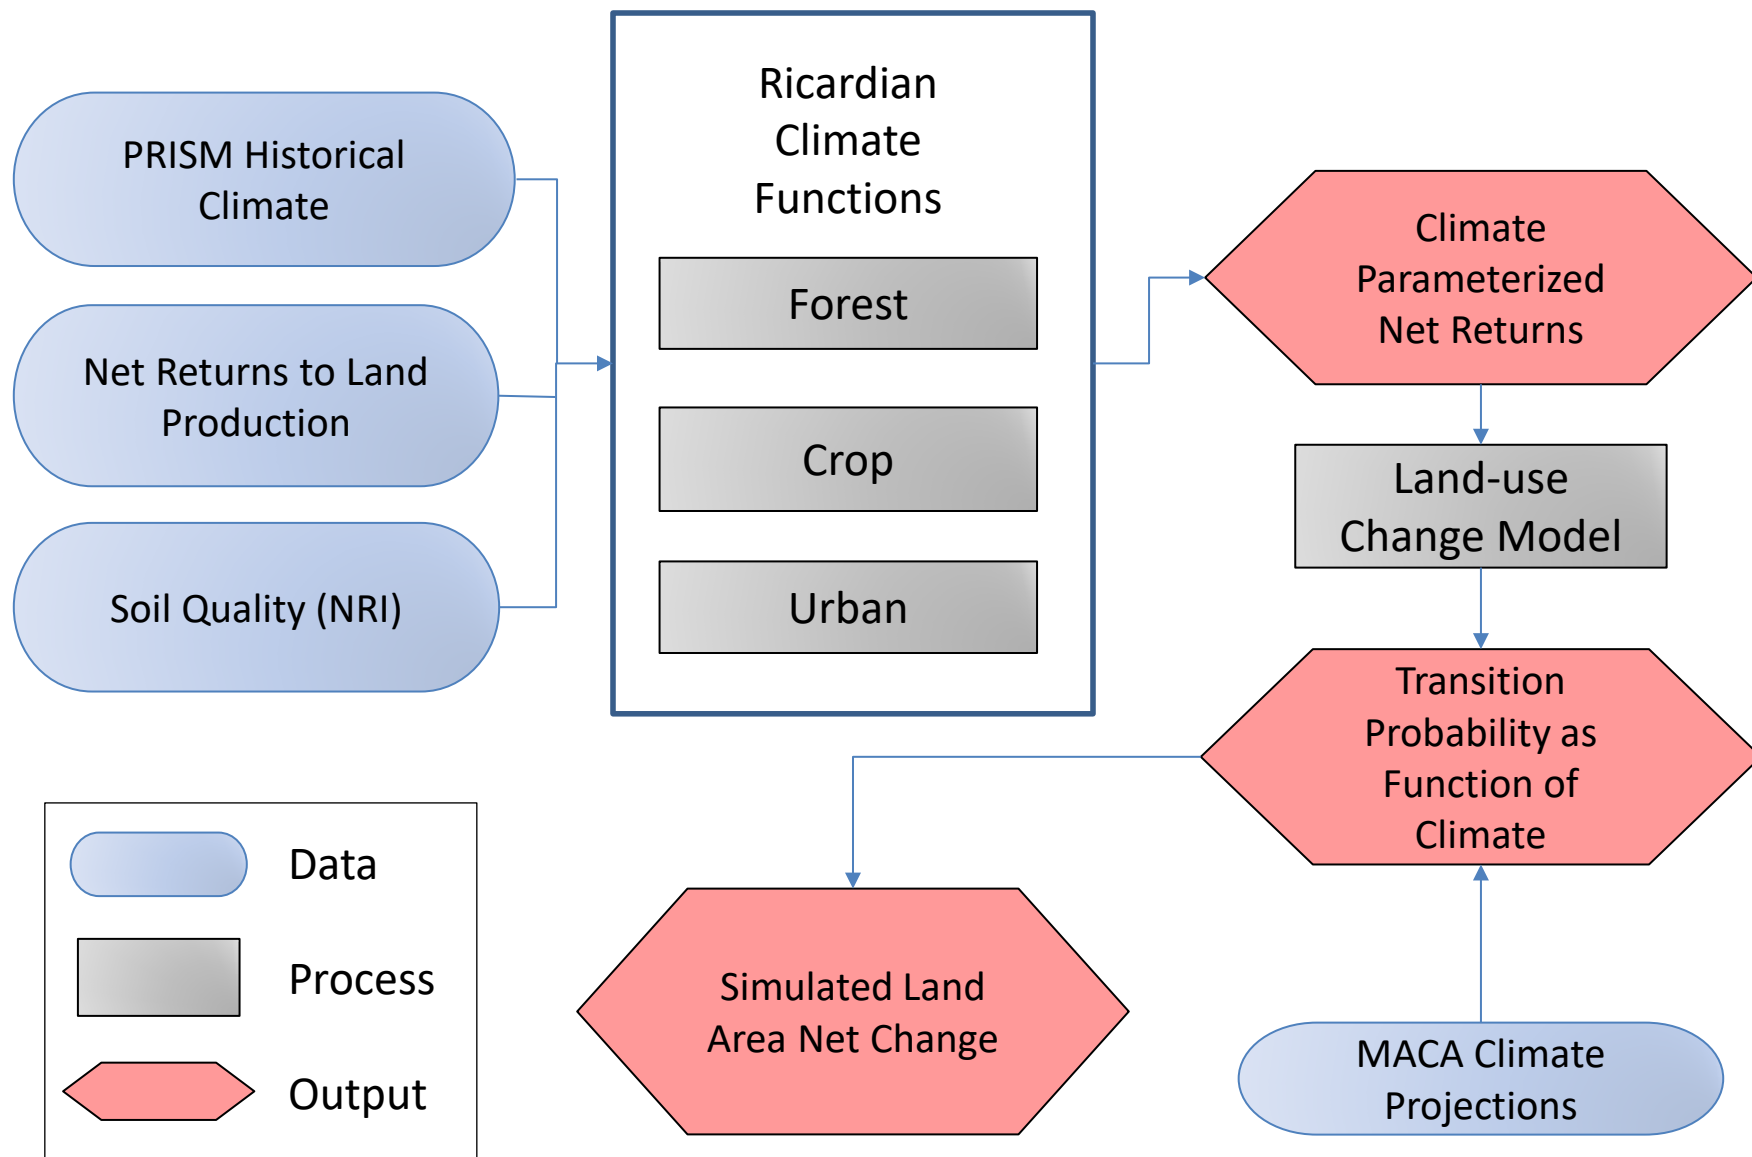 PRISM Historical
Climate
Net Returns to Land
Production
Soil Quality (NRI)
Ricardian
Climate
Functions
Forest
Crop
Urban
Climate
Parameterized
Net Returns
Land-use
Change Model
Transition
Probability as
Function of
Climate
MACA Climate
Projections
Simulated Land
Area Net Change
Data
Process
Output